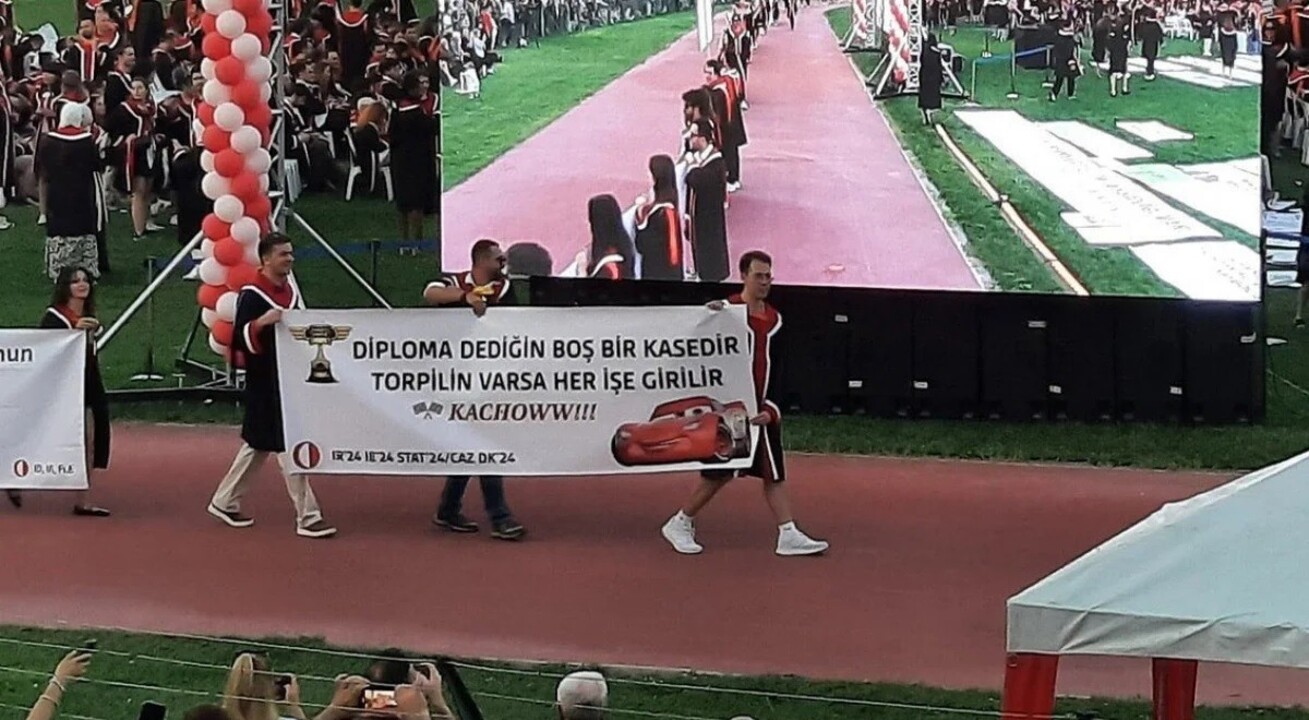 DİPLOMA DEDİĞİN BOŞ BİR KASEDİR
TORPİLİN VARSA HER İŞE GİRİLİR
KACHOWW!!!
IR'24 IE'24 STAT'24/CAZ DK'24